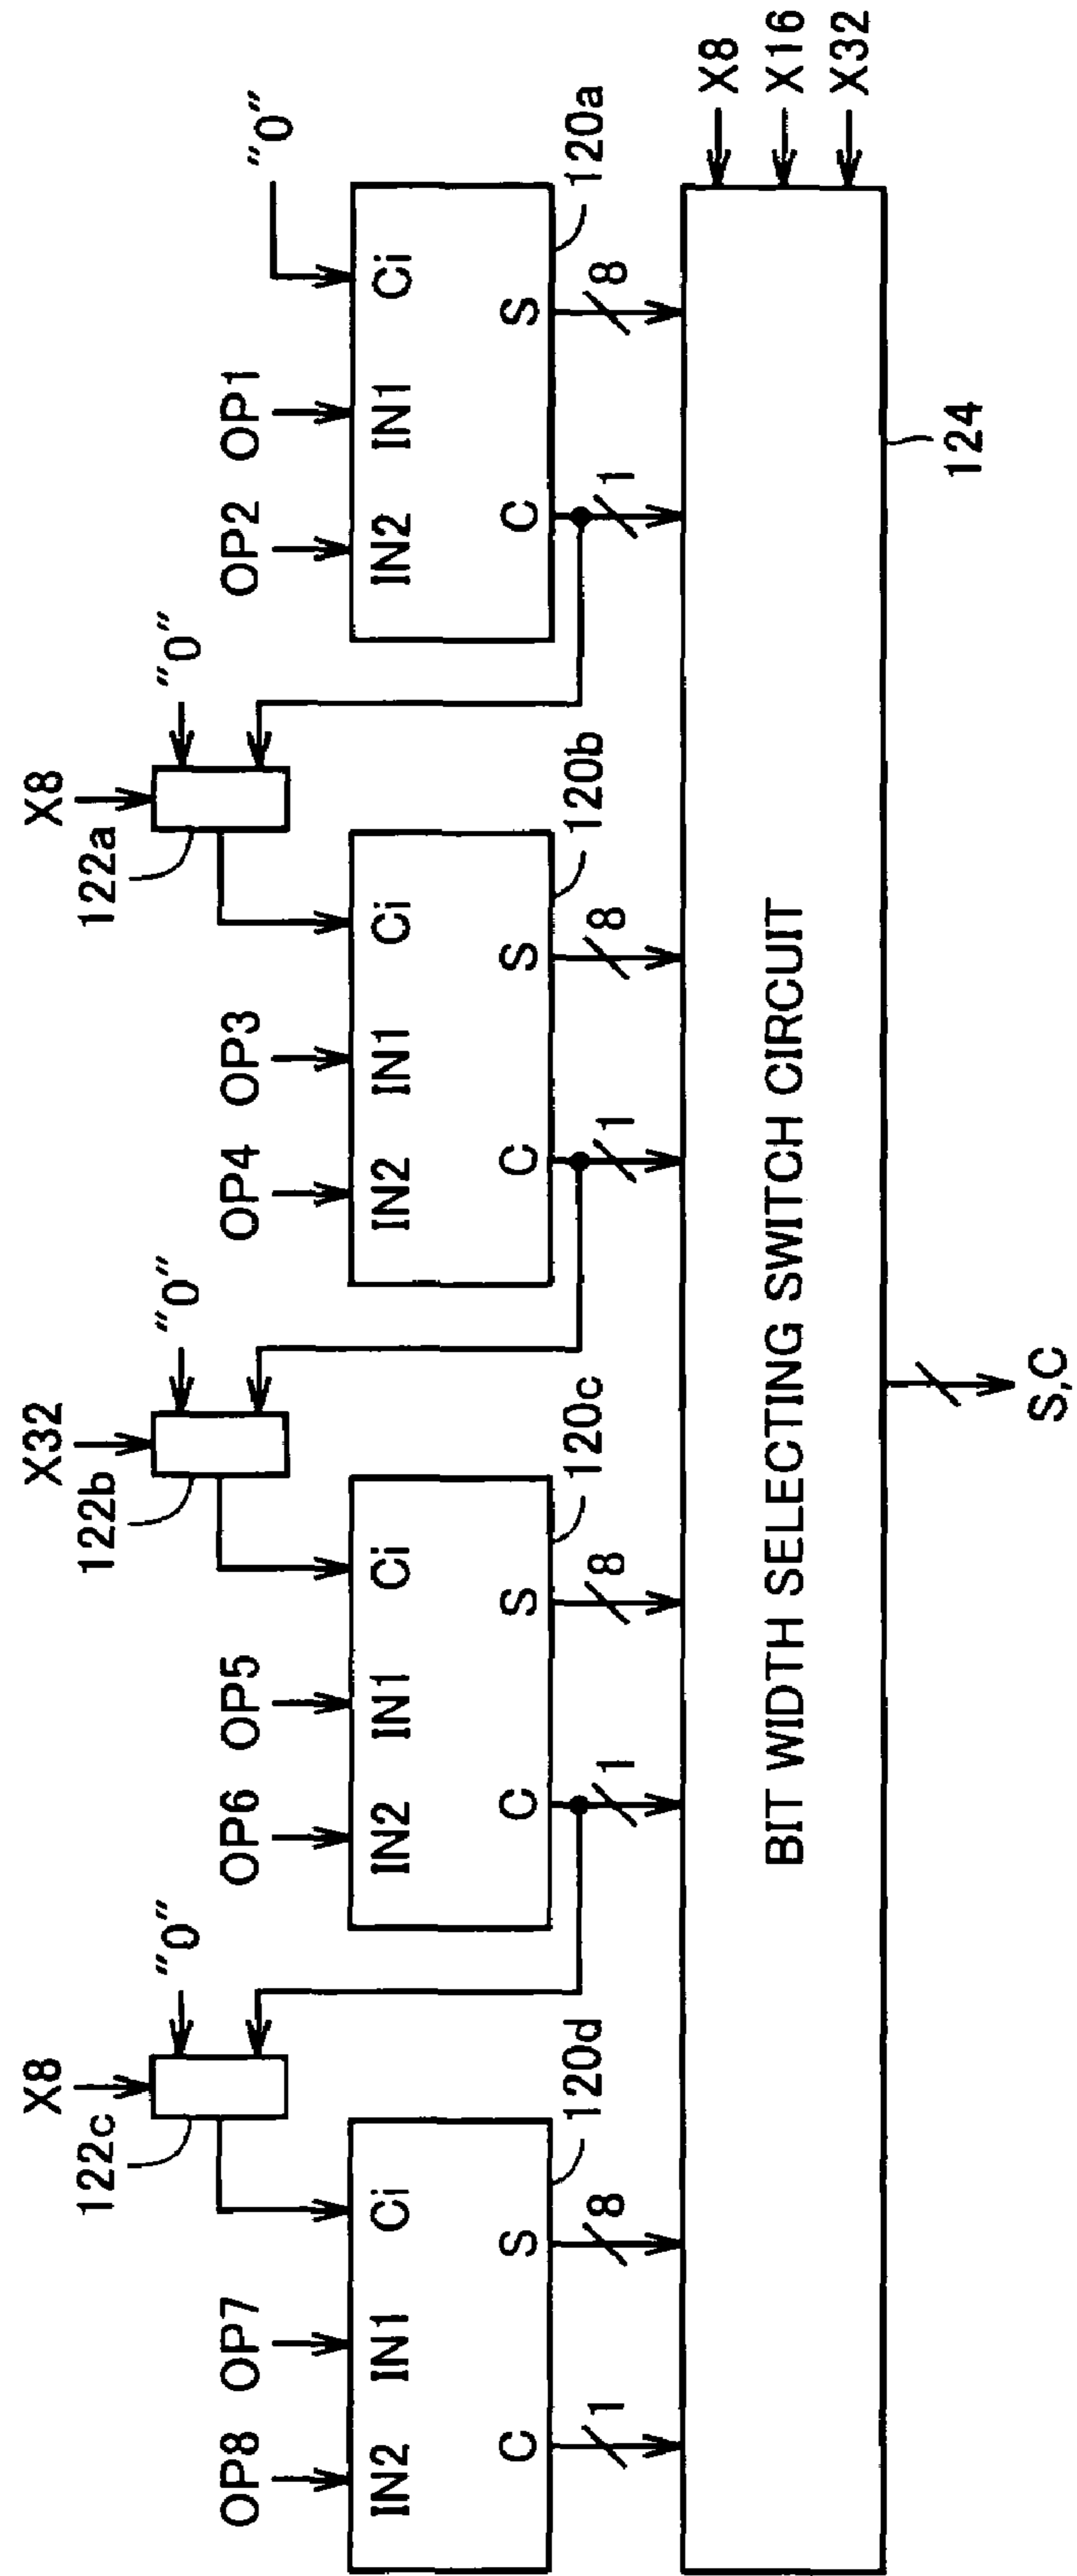 X8 X32 X8
122c 122b 122a
"0" "0" "0" "0"
OP8 OP7 OP6 OP5 OP4 OP3 OP2 OP1
IN2 IN1 Ci IN2 IN1 Ci IN2 IN1 Ci IN2 IN1 Ci
C S C S C S C S
120d 120c 120b 120a
1 8 1 8 1 8 1 8
BIT WIDTH SELECTING SWITCH CIRCUIT
X8
X16
X32
124
S,C